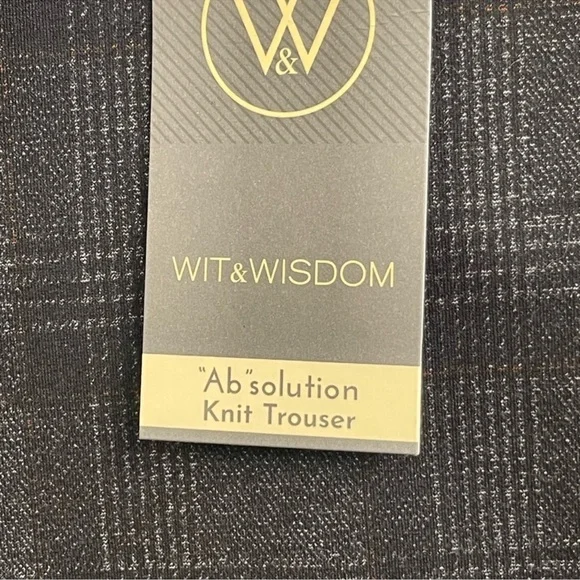 W
&
WIT&WISDOM
"Ab"solution
Knit Trouser